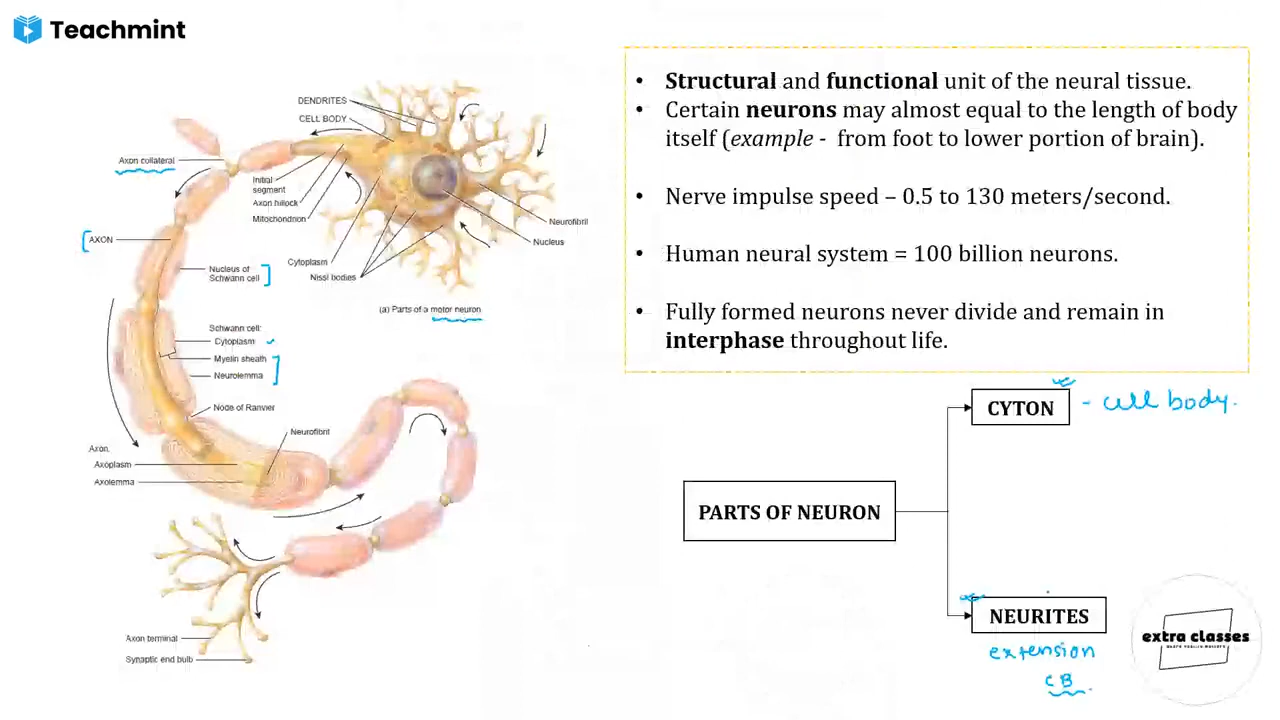 Teachmint
DENDRITES
CELL BODY
Axon collateral
Initial
segment
Axon hillock
Mitochondrion
Neurofibril
Nucleus
AXON
Cytoplasm
Nucleus of
Schwann cell
Nissl bodies
(a) Parts of a motor neuron
Schwann cell:
Cytoplasm
Myelin sheath
Neurolemma
Node of Ranvier
Neurofibril
Axon:
Axoplasm
Axolemma
Axon terminal
Synaptic end bulb
• Structural and functional unit of the neural tissue.
• Certain neurons may almost equal to the length of body
itself (example - from foot to lower portion of brain).
• Nerve impulse speed – 0.5 to 130 meters/second.
• Human neural system = 100 billion neurons.
• Fully formed neurons never divide and remain in
interphase throughout life.
CYTON - cell body.
PARTS OF NEURON
NEURITES
extension
CB.
extra classes